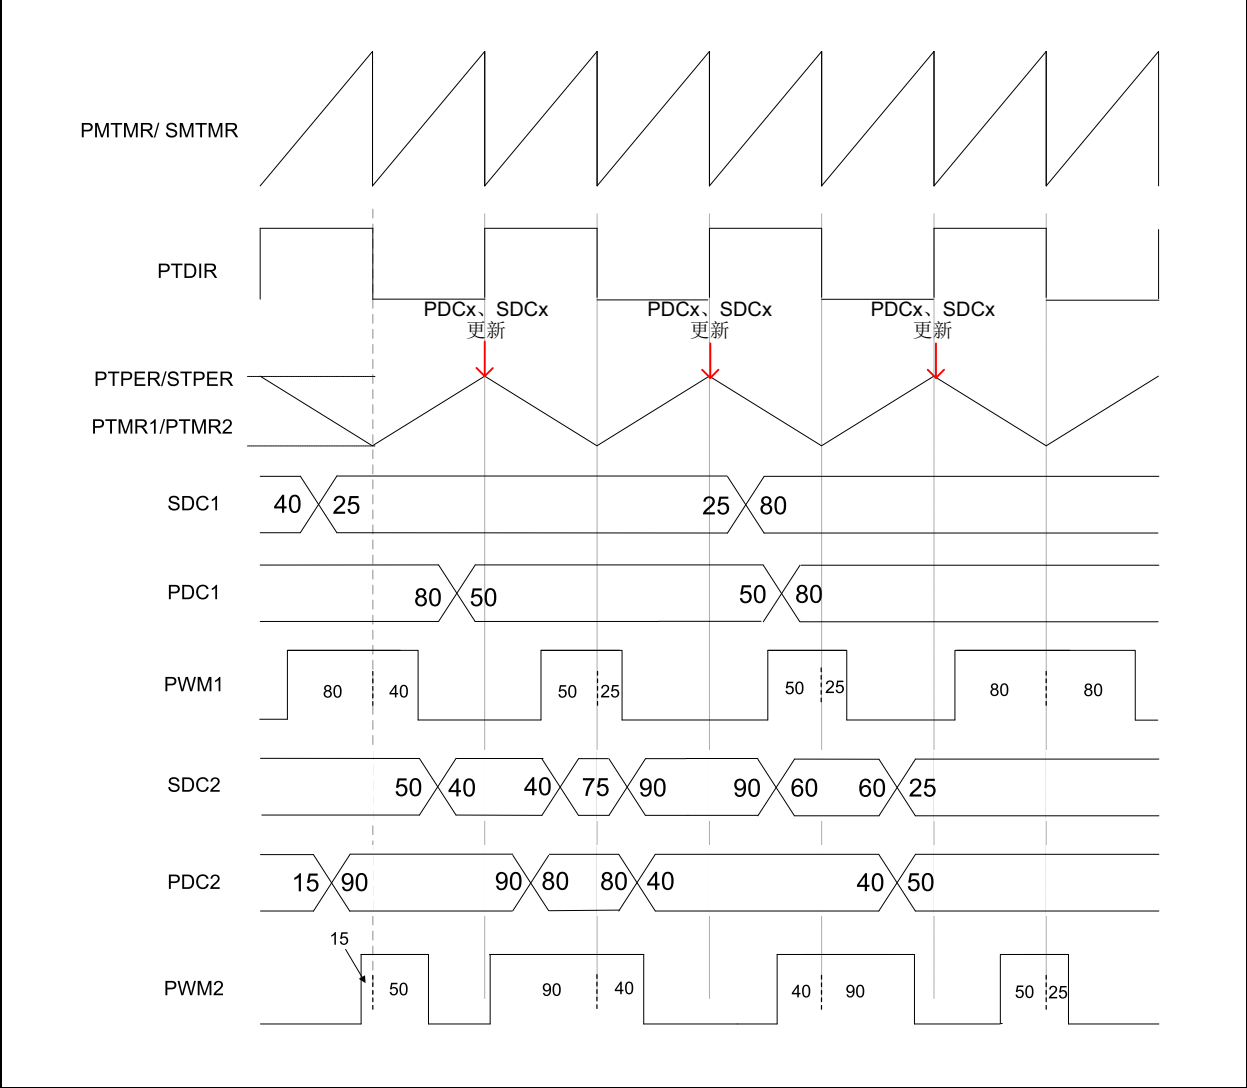 PMTMR/ SMTMR
PTDIR
PDCx、SDCx
更新
PDCx、SDCx
更新
PDCx、SDCx
更新
PTPER/STPER
PTMR1/PTMR2
SDC1 40 25 25 80
PDC1 80 50 50 80
PWM1 80 40 50 25 50 25 80 80
SDC2 50 40 40 75 90 90 60 60 25
PDC2 15 90 90 80 80 40 40 50
15
PWM2 50 90 40 40 90 50 25